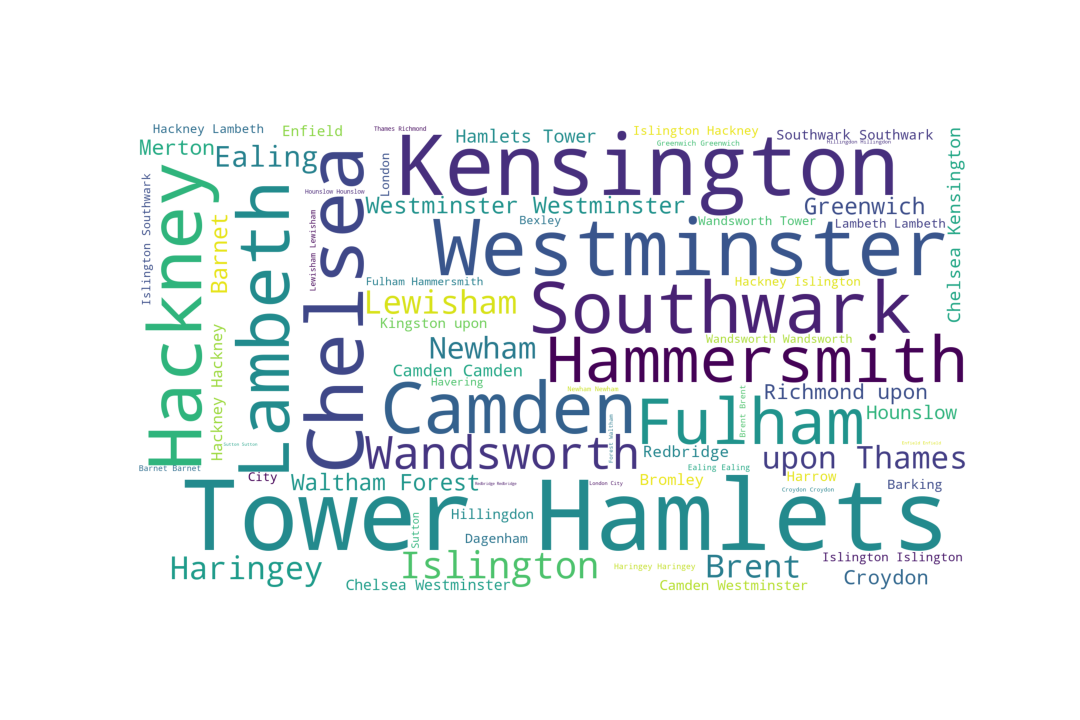 Hackney Lambeth
Enfield
Thames Richmond
Hamlets Tower
Islington Hackney
Southwark Southwark
Merton
Ealing
Kensington
Greenwich Greenwich
Hillingdon Hillingdon
London
Hounslow Hounslow
Westminster Westminster
Greenwich
Chelsea Kensington
Islington Southwark
Hackney
Barnet
Lambeth
Chelsea
Lewisham Lewisham
Bexley
Wandsworth Tower
Lambeth Lambeth
Westminster
Fulham Hammersmith
Hackney Islington
Lewisham
Southwark
Kingston upon
Hackney Hackney
Newham
Wandsworth Wandsworth
Hammersmith
Camden Camden
Havering
Newham Newham
Camden
Brent Brent
Richmond upon
Fulham
Hounslow
Forest Waltham
Sutton Sutton
Wandsworth
Redbridge
upon Thames
Barnet Barnet
City
Waltham Forest
Redbridge Redbridge
London City
Ealing Ealing
Bromley
Harrow
Croydon Croydon
Barking
Tower Hamlets
Sutton
Hillingdon
Dagenham
Haringey
Islington
Haringey Haringey
Brent
Islington Islington
Chelsea Westminster
Camden Westminster
Croydon